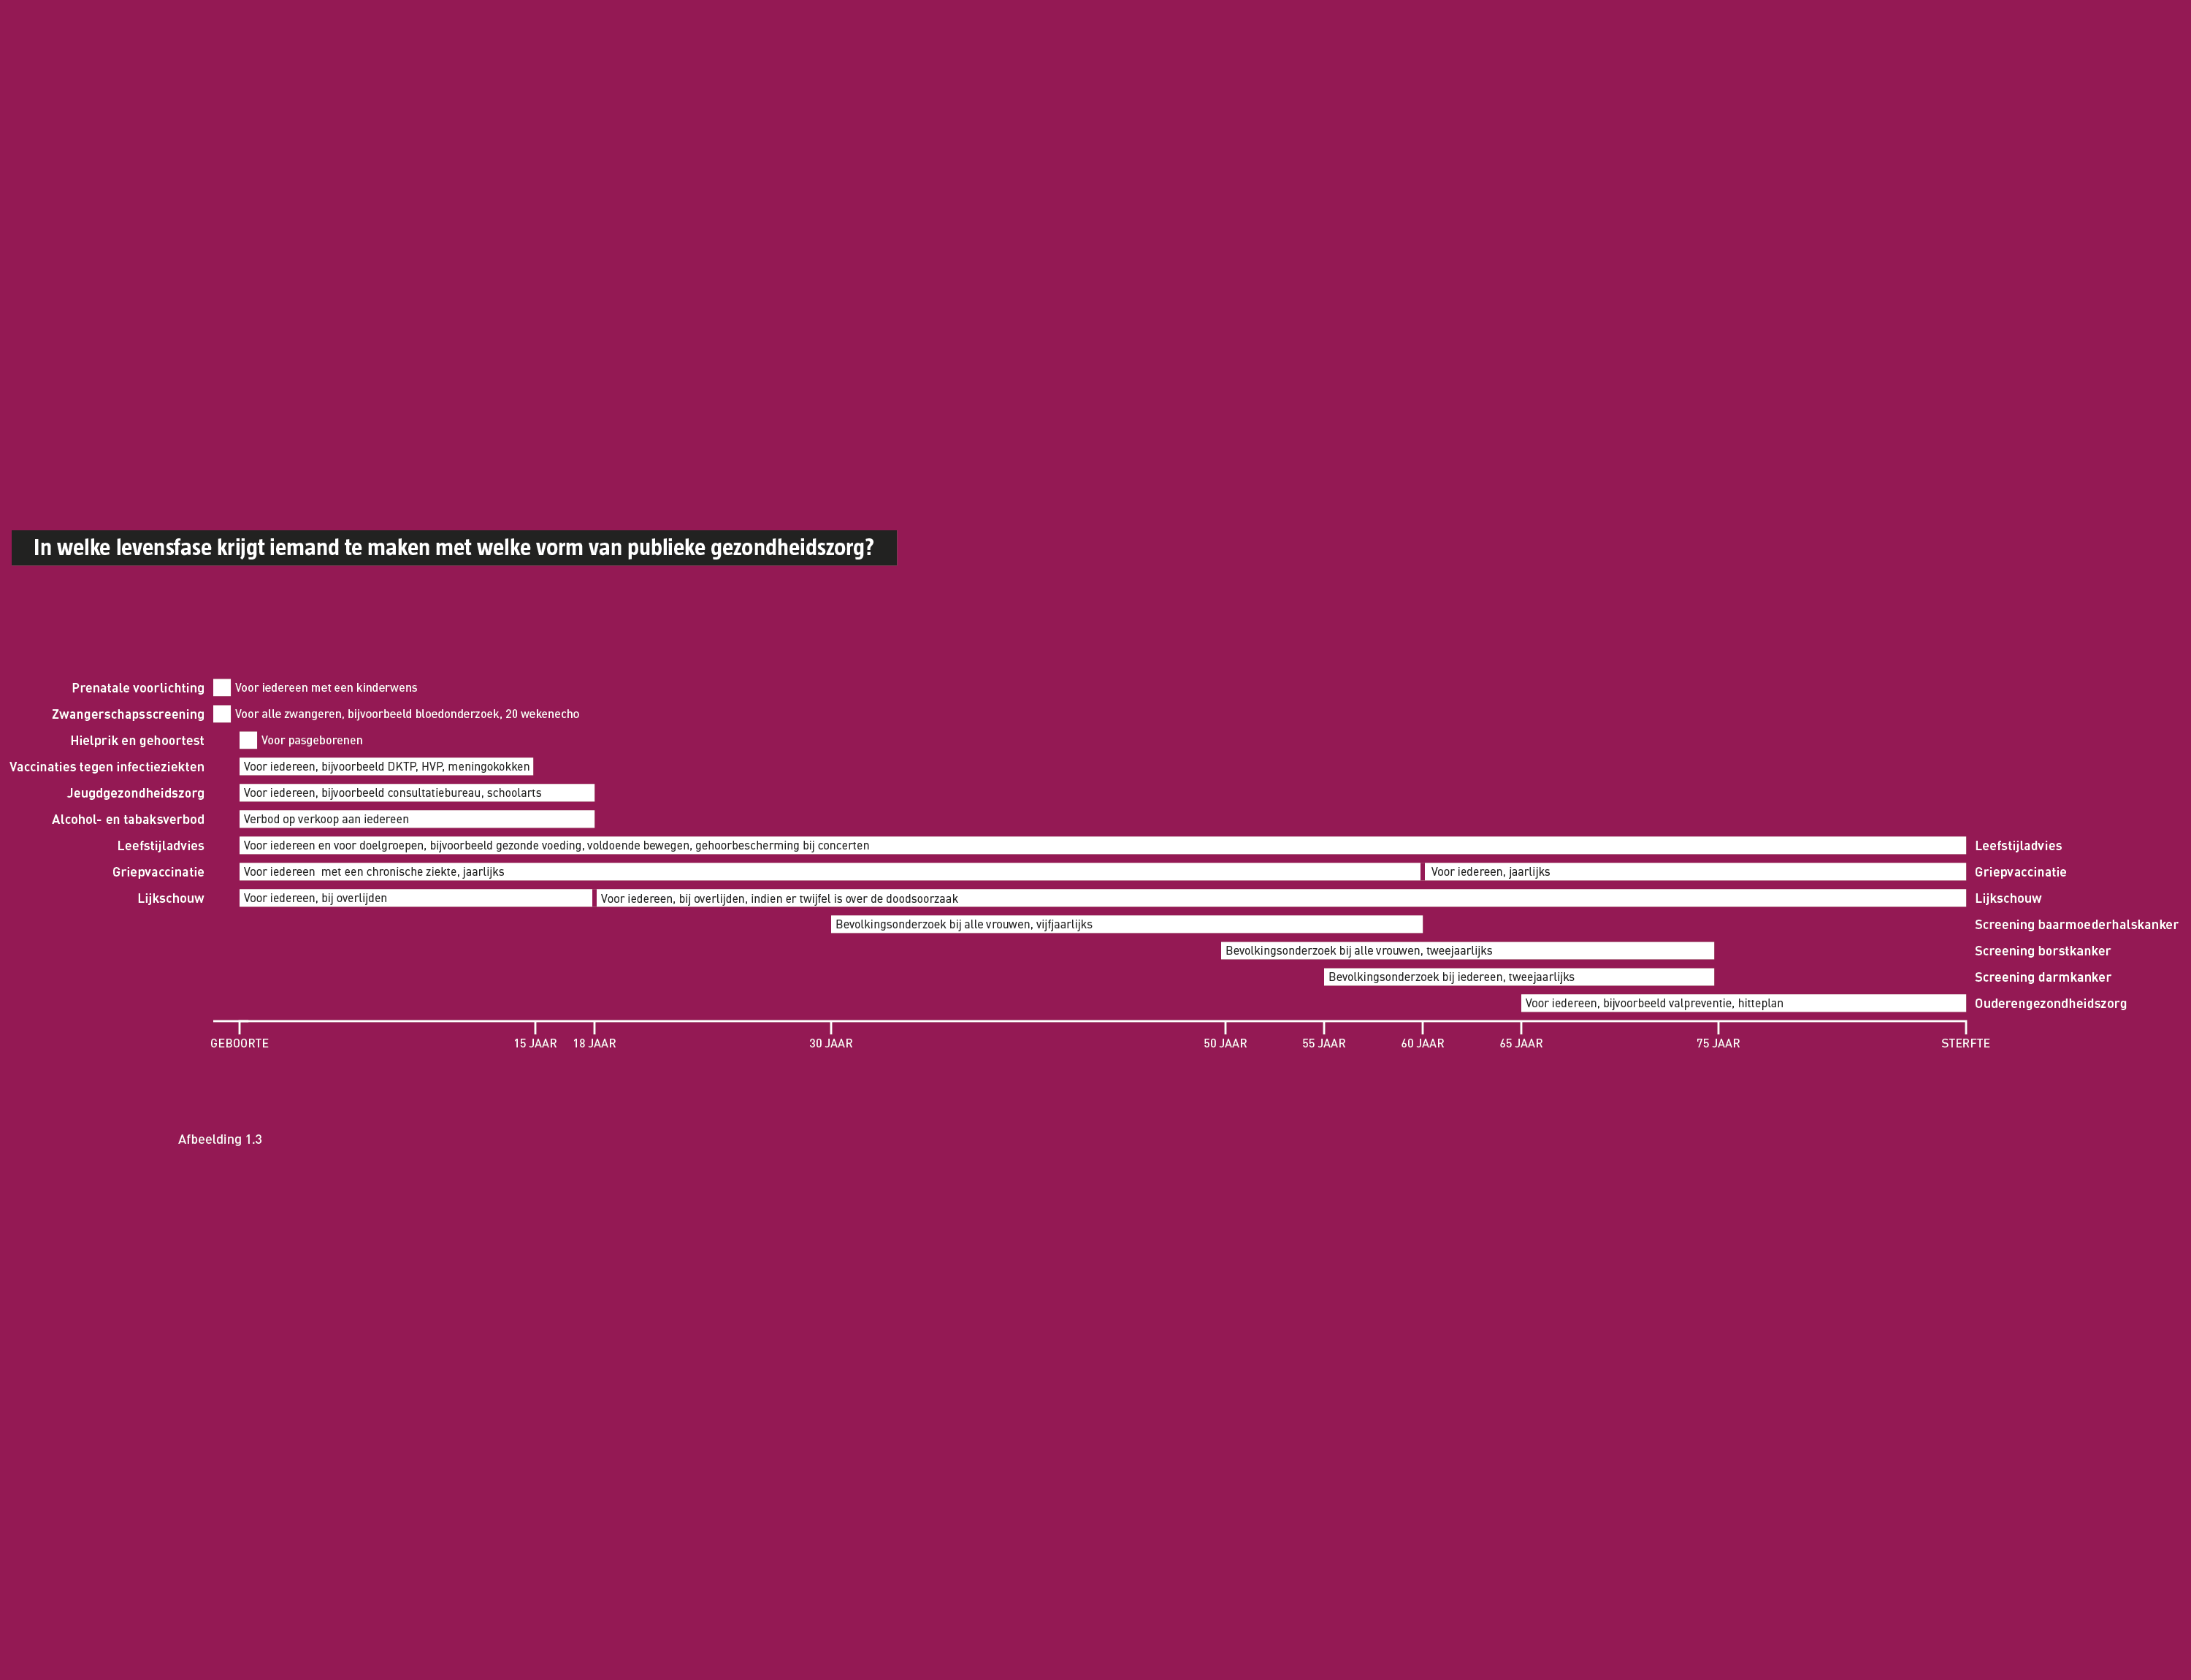 In welke levensfase krijgt iemand te maken met welke vorm van publieke gezondheidszorg?
Prenatale voorlichting Voor iedereen met een kinderwens
Zwangerschapsscreening Voor alle zwangeren, bijvoorbeeld bloedonderzoek, 20 wekenecho
Hielprik en gehoortest Voor pasgeborenen
Vaccinaties tegen infectieziekten Voor iedereen, bijvoorbeeld DKTP, HVP, meningokokken
Jeugdgezondheidszorg Voor iedereen, bijvoorbeeld consultatiebureau, schoolarts
Alcohol- en tabaksverbod Verbod op verkoop aan iedereen
Leefstijladvies Voor iedereen en voor doelgroepen, bijvoorbeeld gezonde voeding, voldoende bewegen, gehoorbescherming bij concerten Leefstijladvies
Griepvaccinatie Voor iedereen met een chronische ziekte, jaarlijks Voor iedereen, jaarlijks Griepvaccinatie
Lijkschouw Voor iedereen, bij overlijden Voor iedereen, bij overlijden, indien er twijfel is over de doodsoorzaak Lijkschouw
Bevolkingsonderzoek bij alle vrouwen, vijfjaarlijks Screening baarmoederhalskanker
Bevolkingsonderzoek bij alle vrouwen, tweejaarlijks Screening borstkanker
Bevolkingsonderzoek bij iedereen, tweejaarlijks Screening darmkanker
Voor iedereen, bijvoorbeeld valpreventie, hitteplan Ouderengezondheidszorg
GEBOORTE 15 JAAR 18 JAAR 30 JAAR 50 JAAR 55 JAAR 60 JAAR 65 JAAR 75 JAAR STERFTE
Afbeelding 1.3